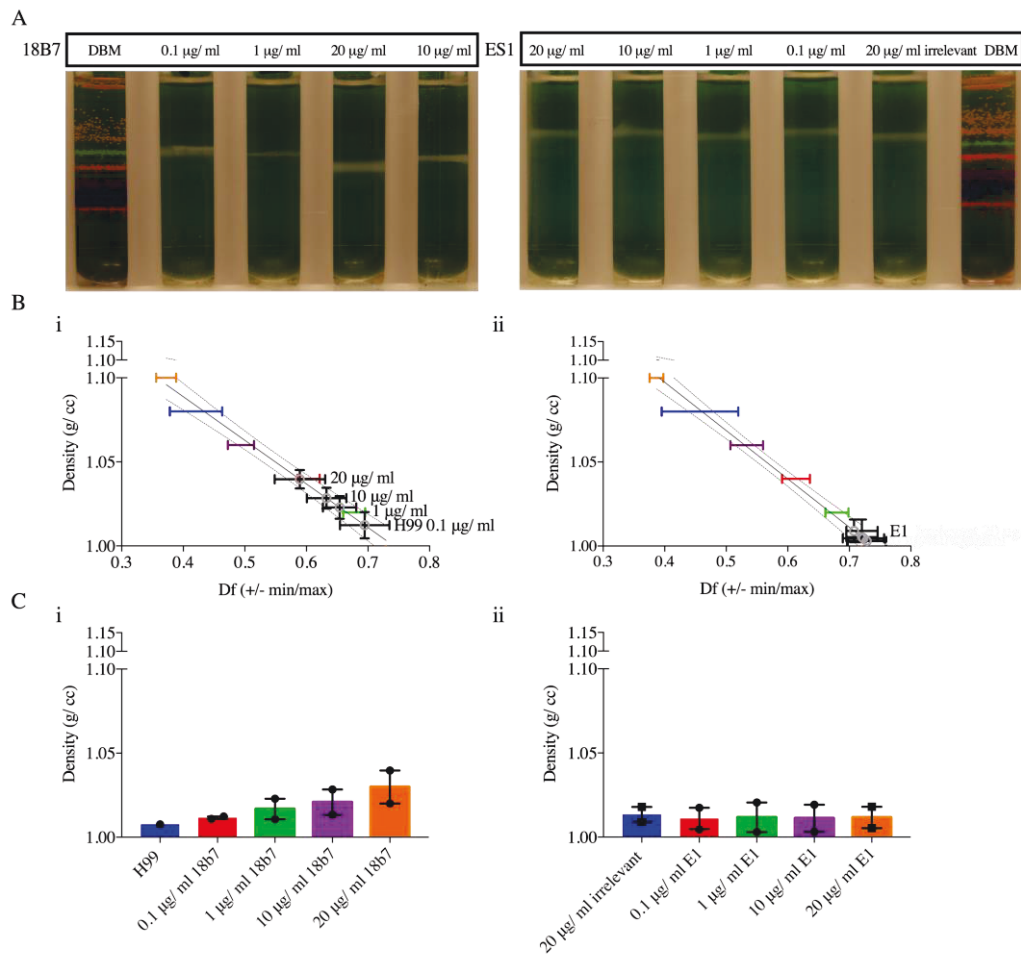 A
18B7
DBM 0.1 μg/ ml 1 μg/ ml 20 μg/ ml 10 μg/ ml
ES1
20 μg/ ml 10 μg/ ml 1 μg/ ml 0.1 μg/ ml 20 μg/ ml irrelevant DBM
B
i
1.15
1.10
1.10
1.05
1.00
Density (g/ cc)
20 μg/ ml
10 μg/ ml
1 μg/ ml
H99 0.1 μg/ ml
0.3 0.4 0.5 0.6 0.7 0.8
Df (+/- min/max)
ii
1.15
1.10
1.10
1.05
1.00
Density (g/ cc)
E1
0.3 0.4 0.5 0.6 0.7 0.8
Df (+/- min/max)
C
i
1.15
1.10
1.10
1.05
1.00
Density (g/ cc)
H99
0.1 μg/ ml 18b7
1 μg/ ml 18b7
10 μg/ ml 18b7
20 μg/ ml 18b7
ii
1.15
1.10
1.10
1.05
1.00
Density (g/ cc)
20 μg/ ml irrelevant
0.1 μg/ ml E1
1 μg/ ml E1
10 μg/ ml E1
20 μg/ ml E1